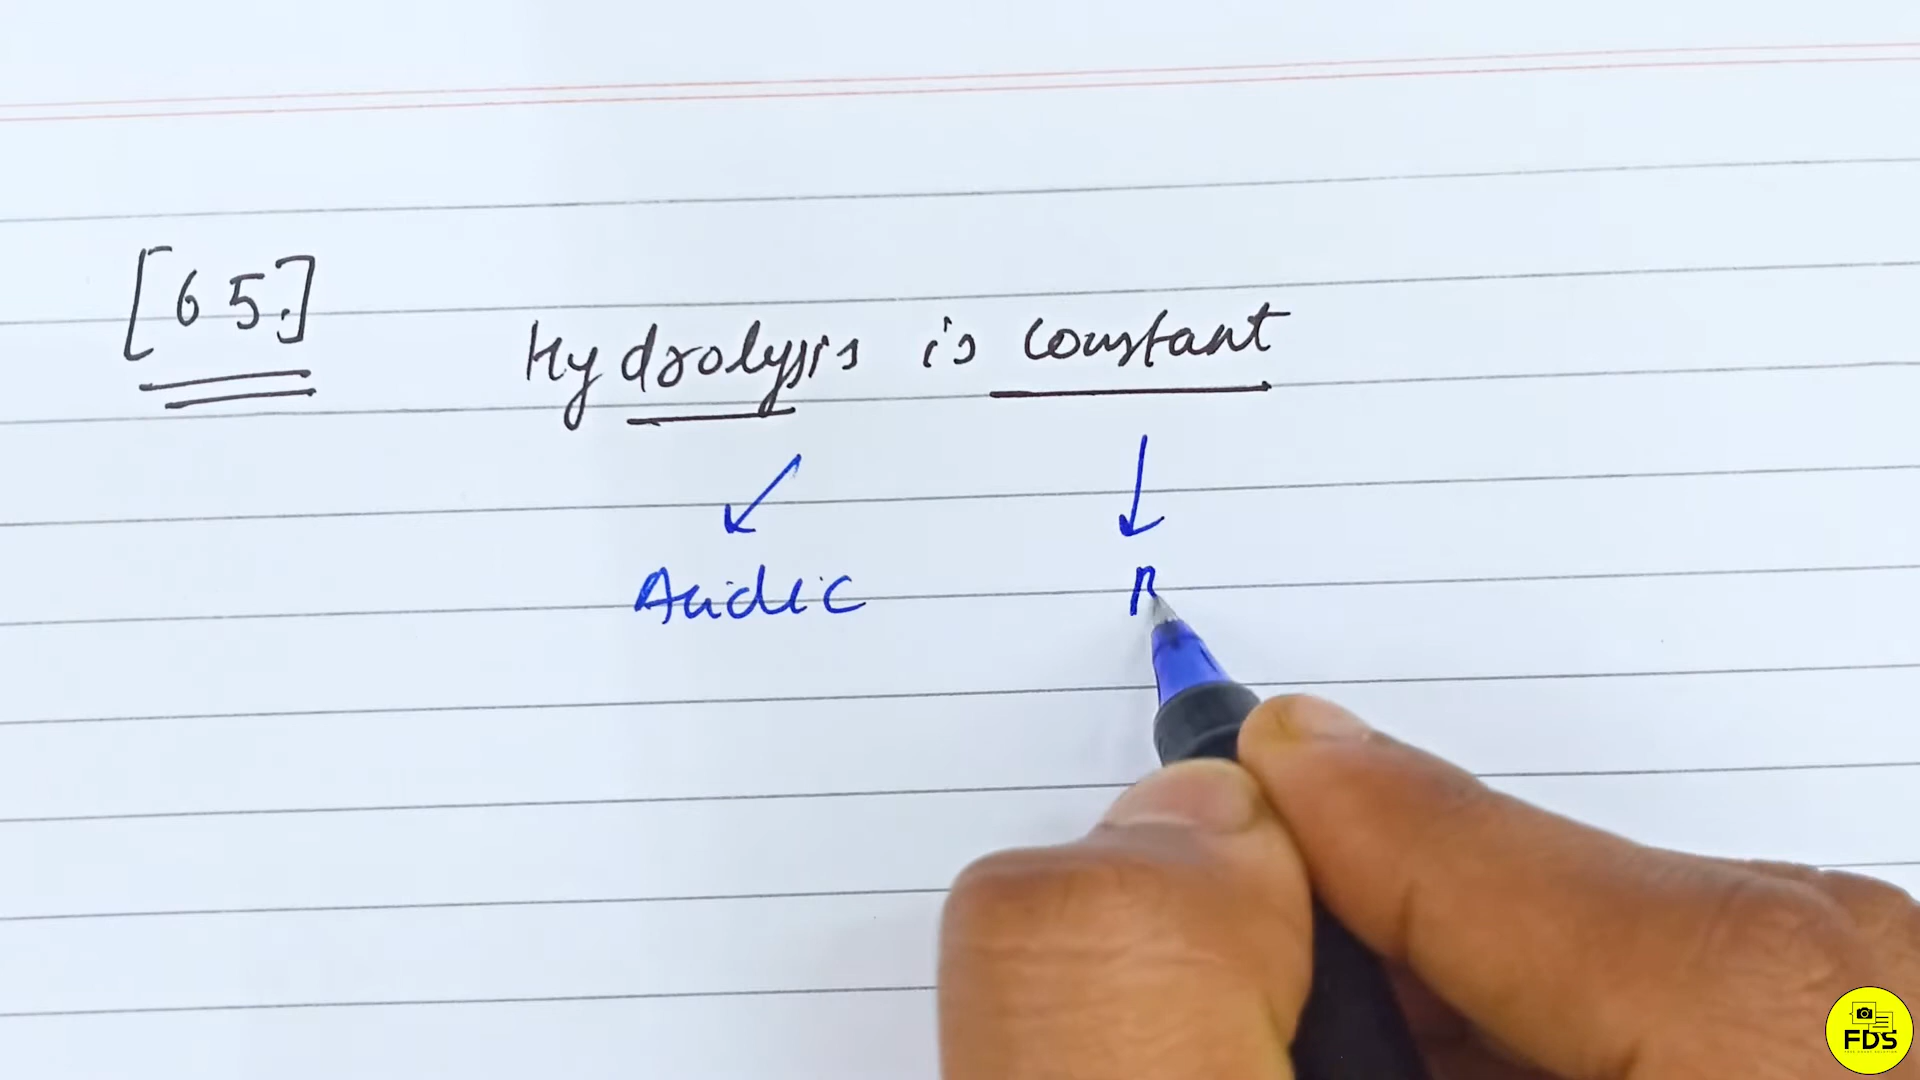 [65.]
Hydrolysis is constant
Acidic
FDS